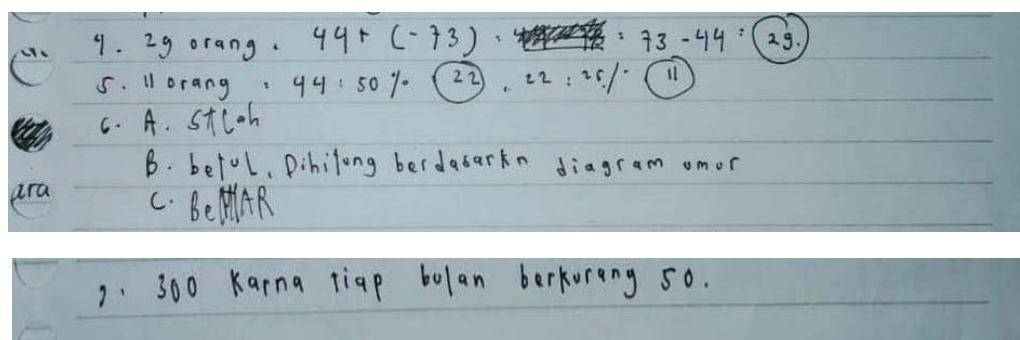 4. 29 orang. 44 + (-73) : : 73 - 44 : 29.
5. 11 orang : 44 : 50 % 22 . 22 : 25 / . 11
6. A. SALah
B. betul, Dihitung berdasarkn diagram umur
ara
C. BeNAR
7. 300 Karna tiap bulan berkurang 50.